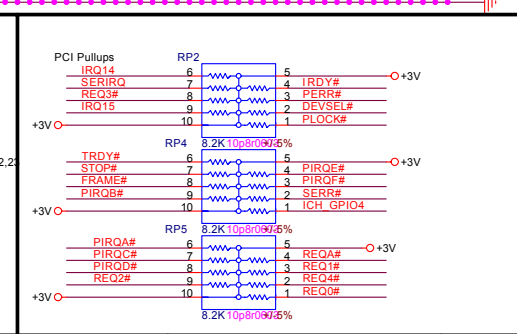 PCI Pullups RP2
IRQ14 6 5 +3V
SERIRQ 7 4 IRDY#
REQ3# 8 3 PERR#
IRQ15 9 2 DEVSEL#
+3V 10 1 PLOCK#
RP4 8.2K 5%
TRDY# 6 5 +3V
STOP# 7 4 PIRQE#
FRAME# 8 3 PIRQF#
PIRQB# 9 2 SERR#
+3V 10 1 ICH_GPIO4
RP5 8.2K 5%
PIRQA# 6 5 +3V
PIRQC# 7 4 REQA#
PIRQD# 8 3 REQ1#
REQ2# 9 2 REQ4#
+3V 10 1 REQ0#
8.2K 5%